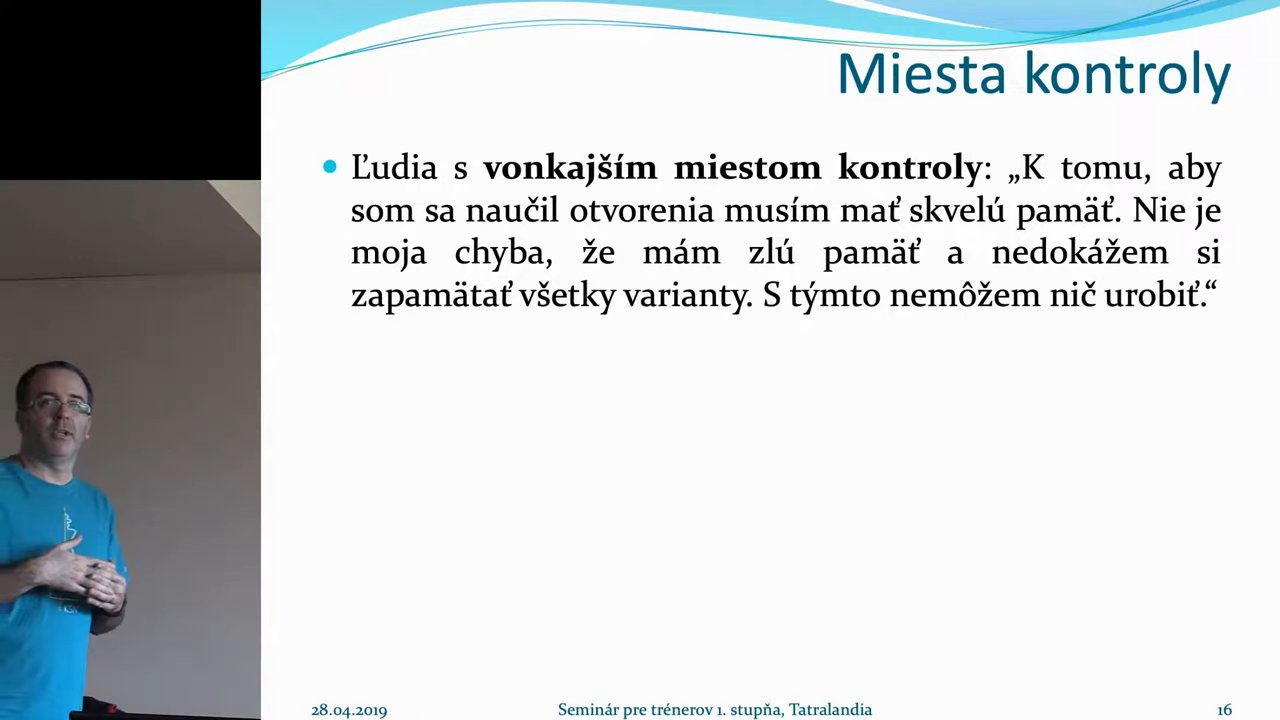 Miesta kontroly
• Ľudia s vonkajším miestom kontroly: „K tomu, aby
som sa naučil otvorenia musím mať skvelú pamäť. Nie je
moja chyba, že mám zlú pamäť a nedokážem si
zapamätať všetky varianty. S týmto nemôžem nič urobiť.“
28.04.2019
Seminár pre trénerov 1. stupňa, Tatralandia
16